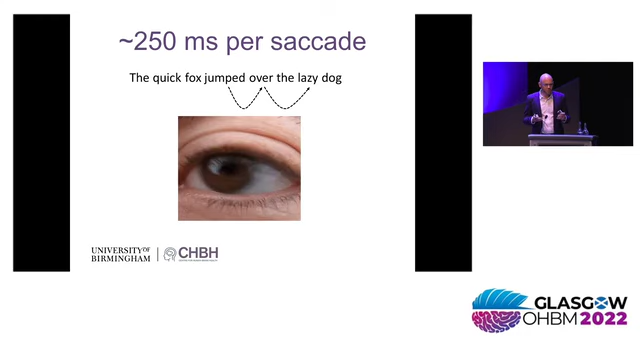 ~250 ms per saccade
The quick fox jumped over the lazy dog
UNIVERSITY OF
BIRMINGHAM
CHBH
GLASGOW
OHBM 2022